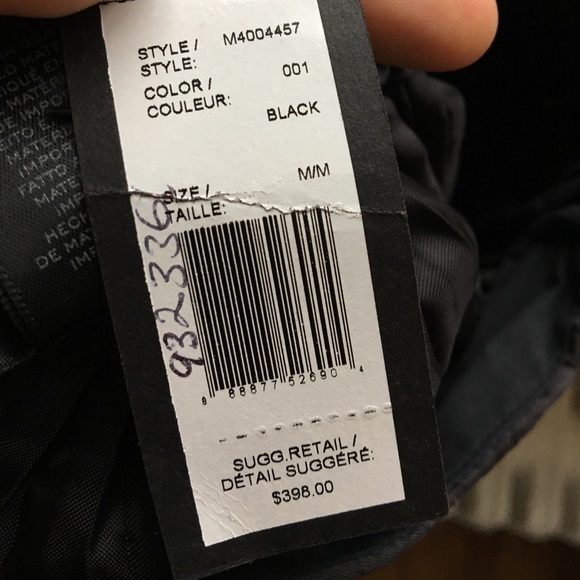 STYLE / M4004457
STYLE:
COLOR / 001
COULEUR:
BLACK
M/M
SIZE /
TAILLE:
932336
8 88877 52690 4
SUGG.RETAIL /
DÉTAIL SUGGÉRÉ:
$398.00